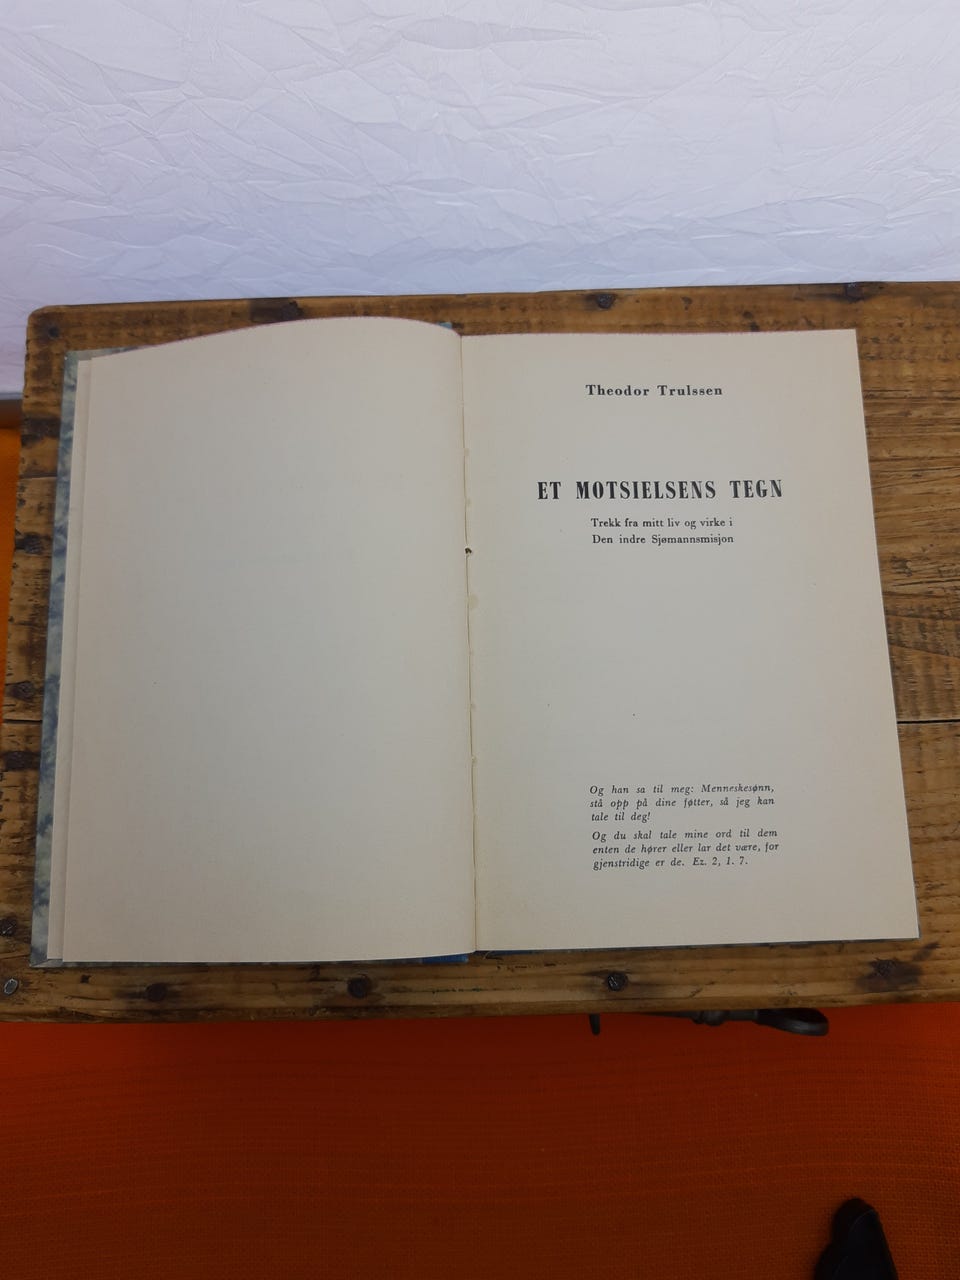 Theodor Trulssen
ET MOTSIELSENS TEGN
Trekk fra mitt liv og virke i
Den indre Sjømannsmisjon
Og han sa til meg: Menneskesønn,
stå opp på dine føtter, så jeg kan
tale til deg!
Og du skal tale mine ord til dem
enten de hører eller lar det være, for
gjenstridige er de. Ez. 2, 1. 7.